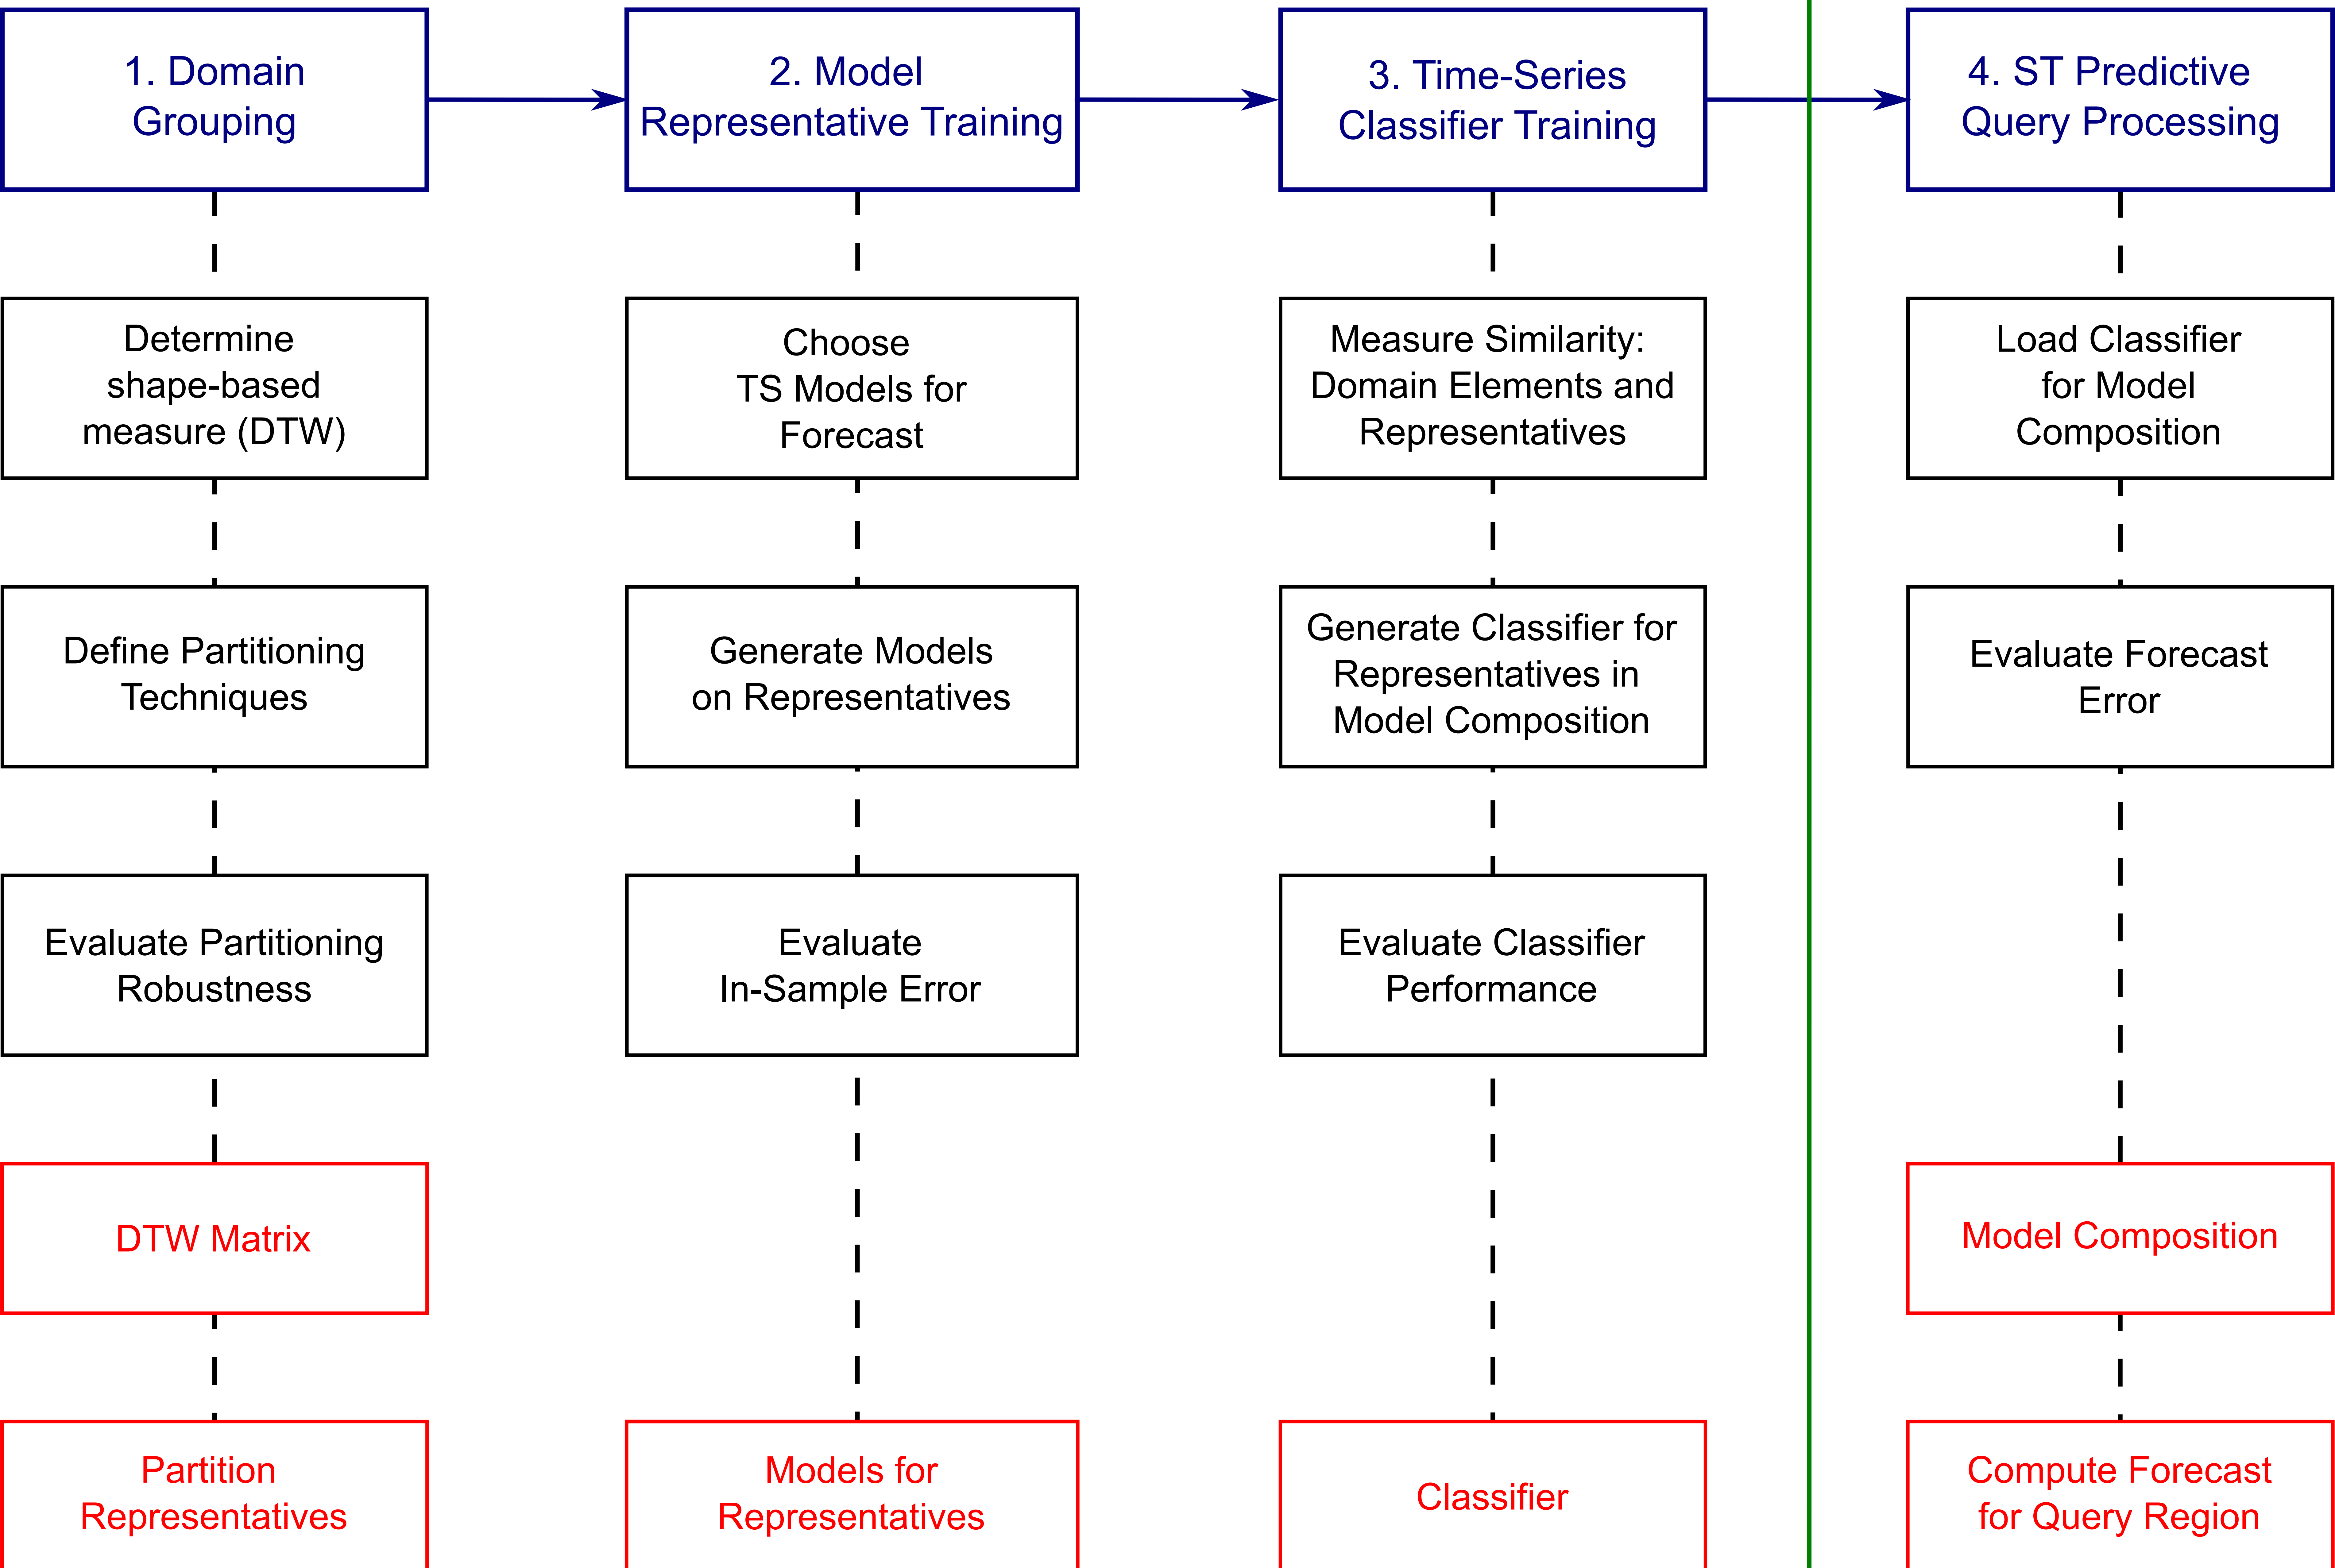 1. Domain
Grouping
2. Model
Representative Training
3. Time-Series
Classifier Training
4. ST Predictive
Query Processing
Determine
shape-based
measure (DTW)
Choose
TS Models for
Forecast
Measure Similarity:
Domain Elements and
Representatives
Load Classifier
for Model
Composition
Define Partitioning
Techniques
Generate Models
on Representatives
Generate Classifier for
Representatives in
Model Composition
Evaluate Forecast
Error
Evaluate Partitioning
Robustness
Evaluate
In-Sample Error
Evaluate Classifier
Performance
DTW Matrix
Model Composition
Partition
Representatives
Models for
Representatives
Classifier
Compute Forecast
for Query Region